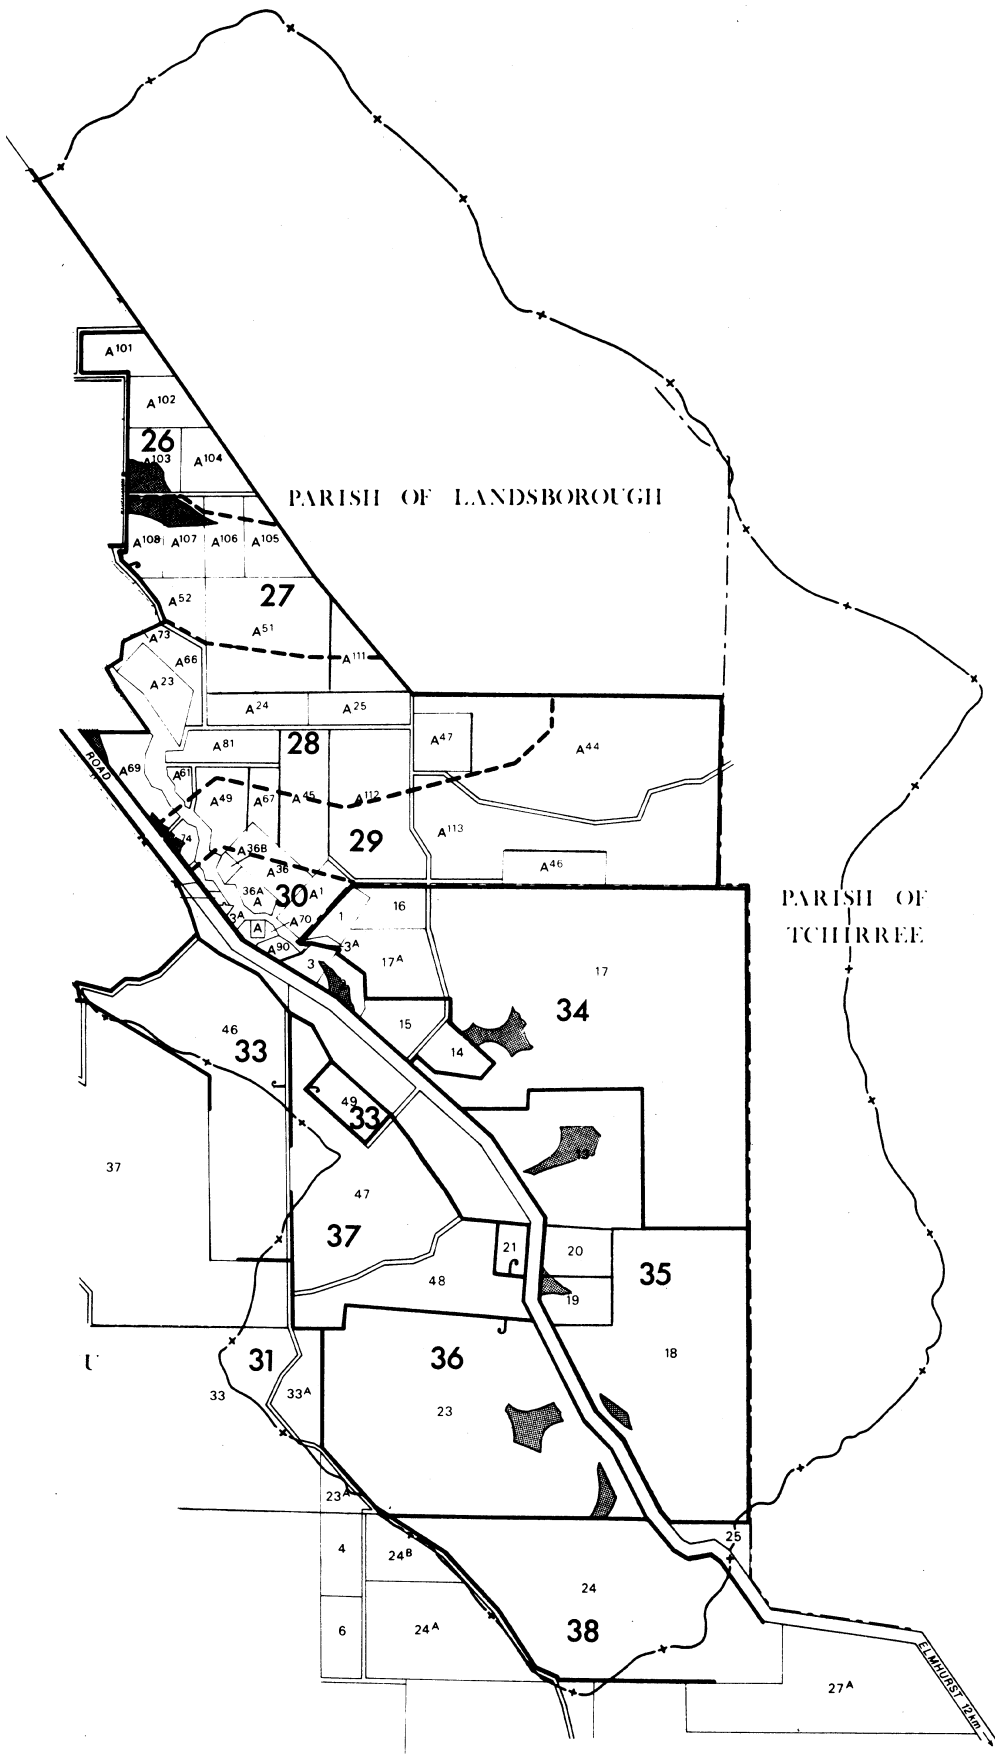 A101
A102
26
A103
A104
PARISH OF LANDSBOROUGH
A108
A107
A106
A105
27
A52
A51
A73
A66
A111
A23
A24
A25
A81
28
A47
A44
ROAD
A69
A61
A49
A67
A45
A112
A113
29
74
A36B
A36
A46
36A
A
30
A1
PARISH OF
TCHIRREE
16
1
3A
A
A70
A90
3A
17A
3
17
34
15
14
46
33
49
33
13
37
47
37
21
20
35
48
19
18
U
31
36
33
33A
23
23A
25
4
24B
24
6
24A
38
27A
ELMHURST 12km